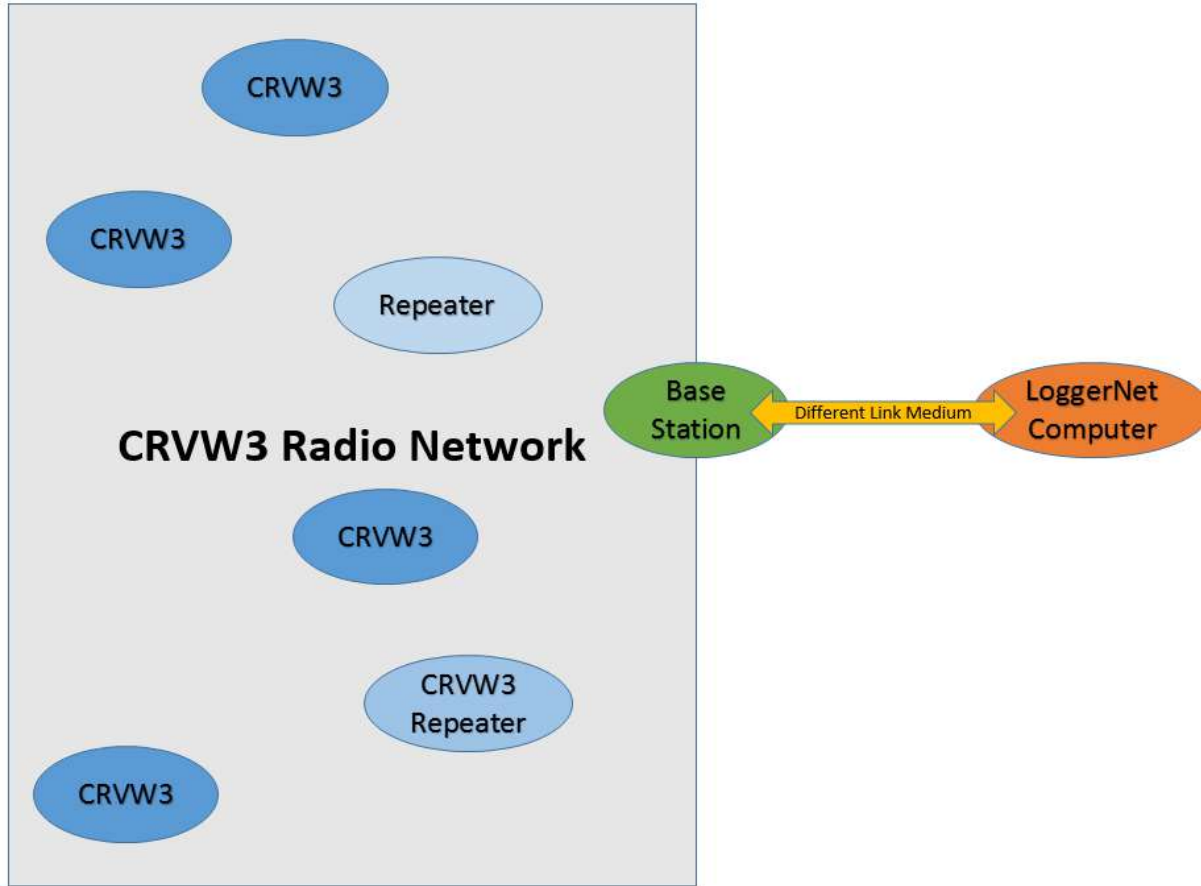 CRVW3
CRVW3
Repeater
Base
Station
Different Link Medium
LoggerNet
Computer
CRVW3 Radio Network
CRVW3
CRVW3
Repeater
CRVW3